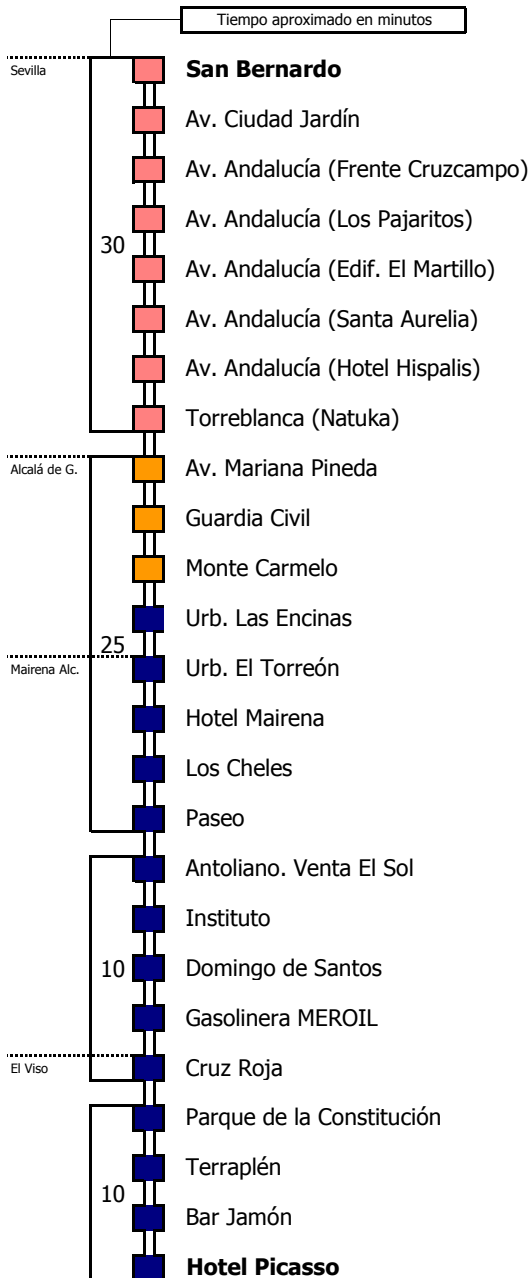 Tiempo aproximado en minutos
Sevilla
San Bernardo
Av. Ciudad Jardín
Av. Andalucía (Frente Cruzcampo)
Av. Andalucía (Los Pajaritos)
30
Av. Andalucía (Edif. El Martillo)
Av. Andalucía (Santa Aurelia)
Av. Andalucía (Hotel Hispalis)
Torreblanca (Natuka)
Alcalá de G.
Av. Mariana Pineda
Guardia Civil
Monte Carmelo
Urb. Las Encinas
25
Mairena Alc.
Urb. El Torreón
Hotel Mairena
Los Cheles
Paseo
Antoliano. Venta El Sol
Instituto
10
Domingo de Santos
Gasolinera MEROIL
El Viso
Cruz Roja
Parque de la Constitución
Terraplén
10
Bar Jamón
Hotel Picasso